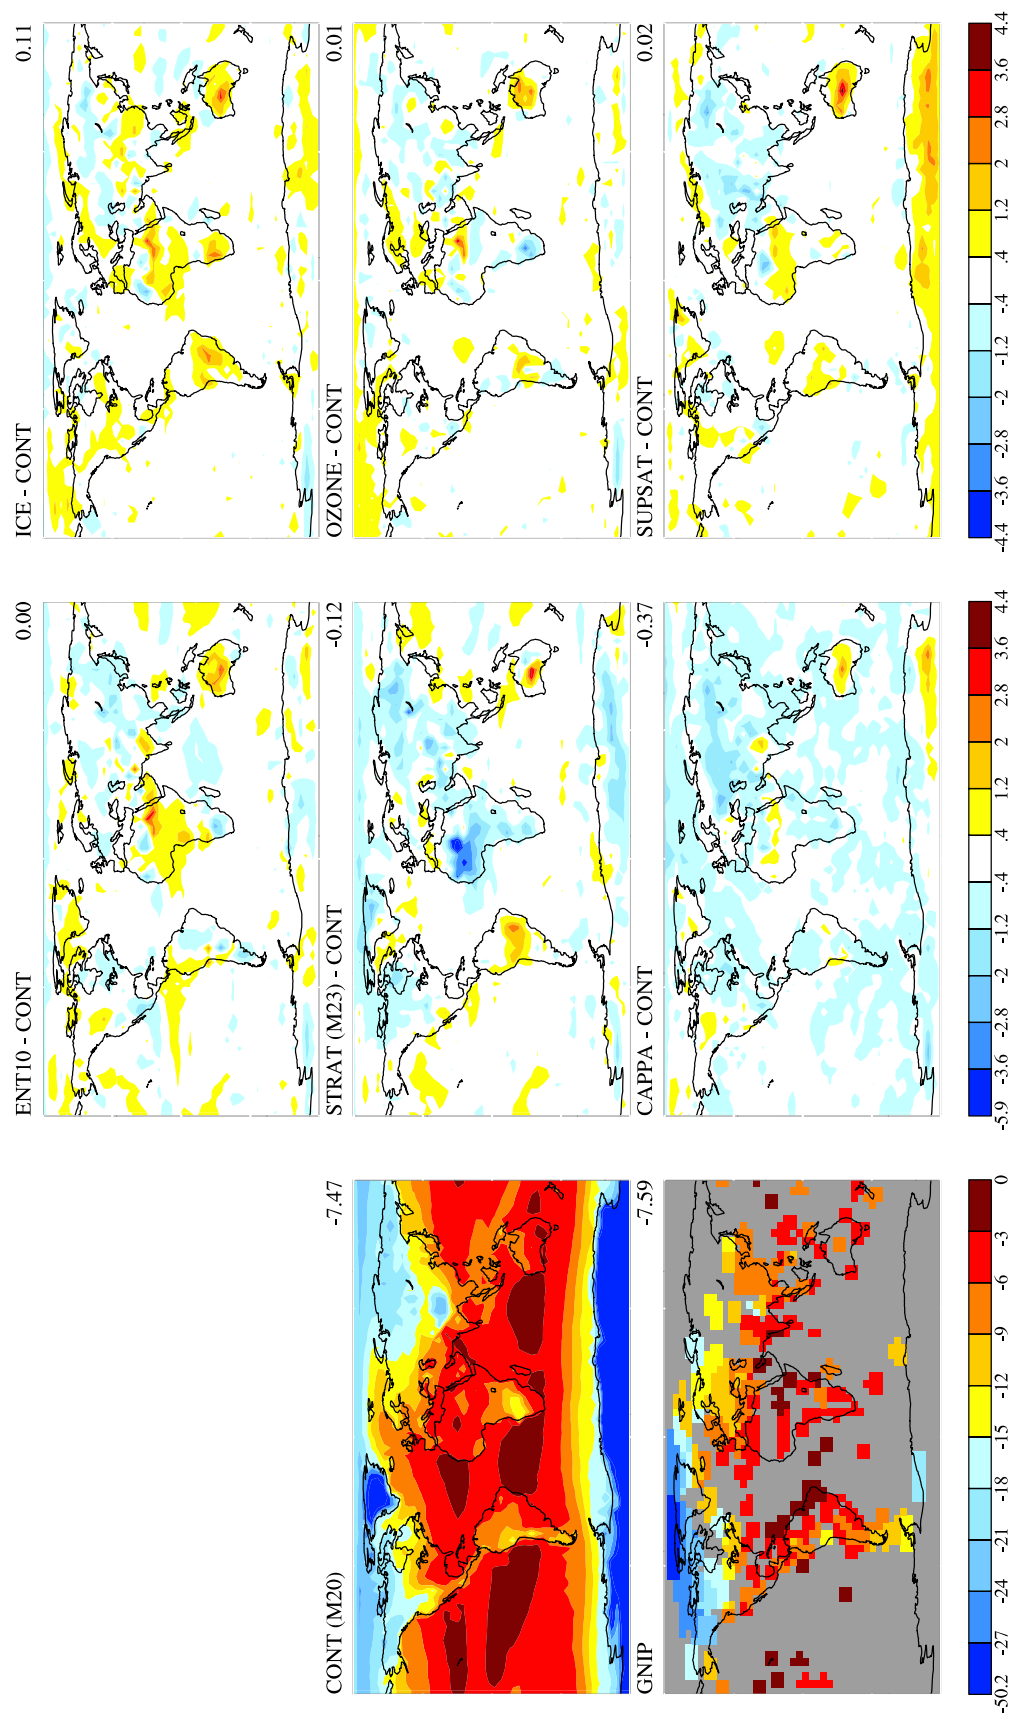 CONT (M20) -7.47
GNIP -7.59
-50.2 -27 -24 -21 -18 -15 -12 -9 -6 -3 0
ENT10 - CONT 0.00
STRAT (M23) - CONT -0.12
CAPPA - CONT -0.37
-5.9 -3.6 -2.8 -2 -1.2 -.4 .4 1.2 2 2.8 3.6 4.4
ICE - CONT 0.11
OZONE - CONT 0.01
SUPSAT - CONT 0.02
-4.4 -3.6 -2.8 -2 -1.2 -.4 .4 1.2 2 2.8 3.6 4.4